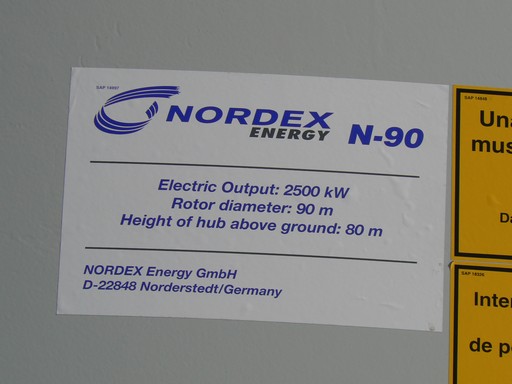 SAP 14697
NORDEX
ENERGY
N-90
Electric Output: 2500 kW
Rotor diameter: 90 m
Height of hub above ground: 80 m
NORDEX Energy GmbH
D-22848 Norderstedt/Germany
Una
mus
Da
Inter
de p